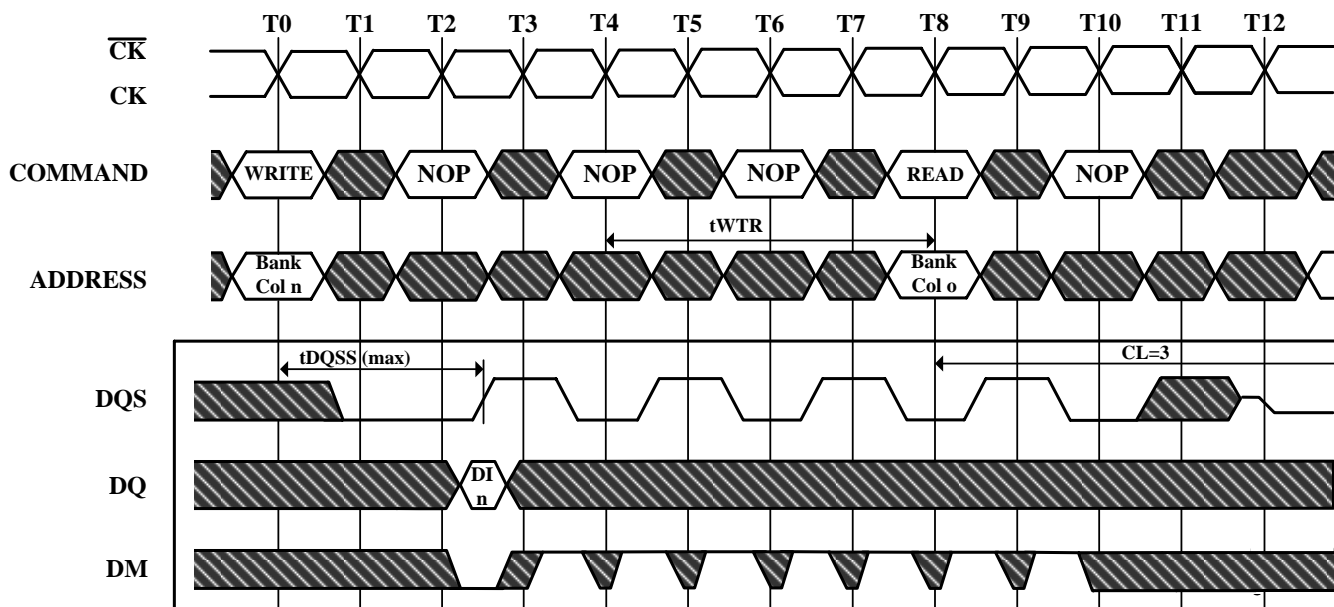 T0 T1 T2 T3 T4 T5 T6 T7 T8 T9 T10 T11 T12
C̅K̅
CK
COMMAND WRITE NOP NOP NOP READ NOP
tWTR
ADDRESS Bank Col n Bank Col o
tDQSS (max) CL=3
DQS
DQ DI n
DM